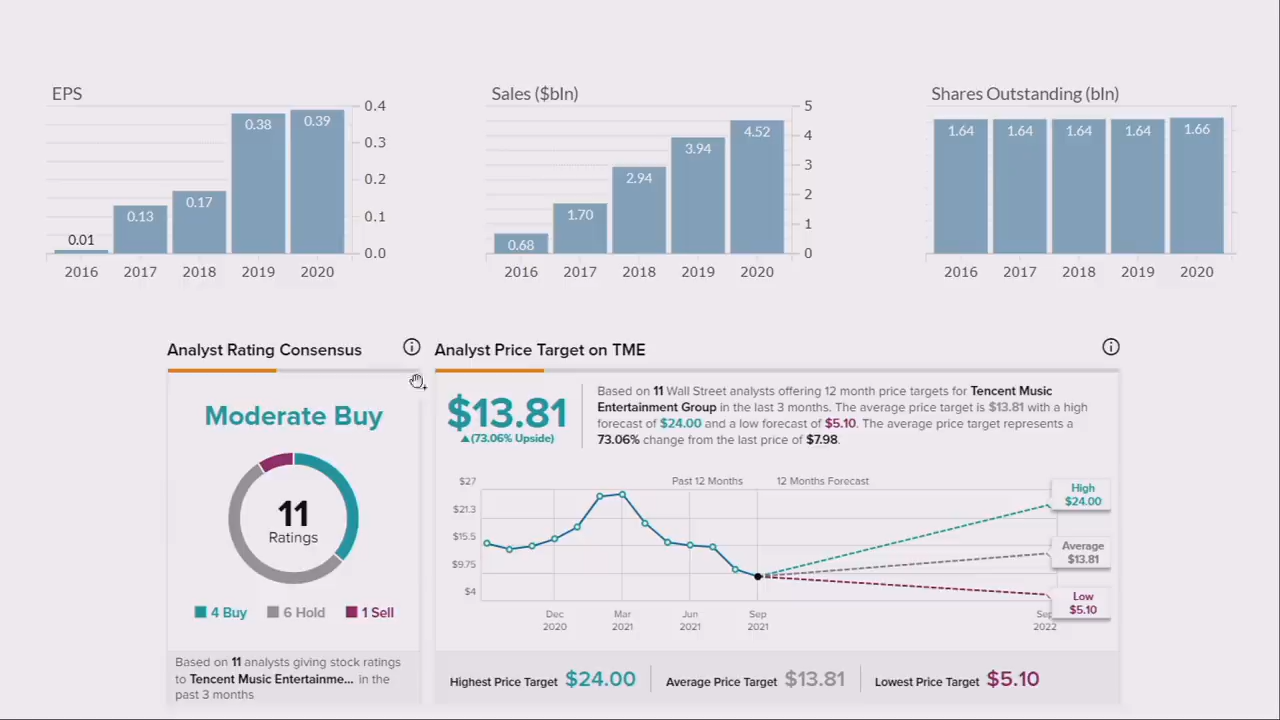 EPS
0.4
0.3
0.2
0.1
0.0
0.01
0.13
0.17
0.38
0.39
2016 2017 2018 2019 2020
Sales ($bln)
5
4
3
2
1
0
0.68
1.70
2.94
3.94
4.52
2016 2017 2018 2019 2020
Shares Outstanding (bln)
1.64 1.64 1.64 1.64 1.66
2016 2017 2018 2019 2020
Analyst Rating Consensus
Moderate Buy
11
Ratings
4 Buy 6 Hold 1 Sell
Based on 11 analysts giving stock ratings
to Tencent Music Entertainme... in the
past 3 months
Analyst Price Target on TME
$13.81
▲(73.06% Upside)
Based on 11 Wall Street analysts offering 12 month price targets for Tencent Music
Entertainment Group in the last 3 months. The average price target is $13.81 with a high
forecast of $24.00 and a low forecast of $5.10. The average price target represents a
73.06% change from the last price of $7.98.
Past 12 Months 12 Months Forecast
$27
$21.3
$15.5
$9.75
$4
Dec
2020
Mar
2021
Jun
2021
Sep
2021
Sep
2022
High
$24.00
Average
$13.81
Low
$5.10
Highest Price Target $24.00 Average Price Target $13.81 Lowest Price Target $5.10